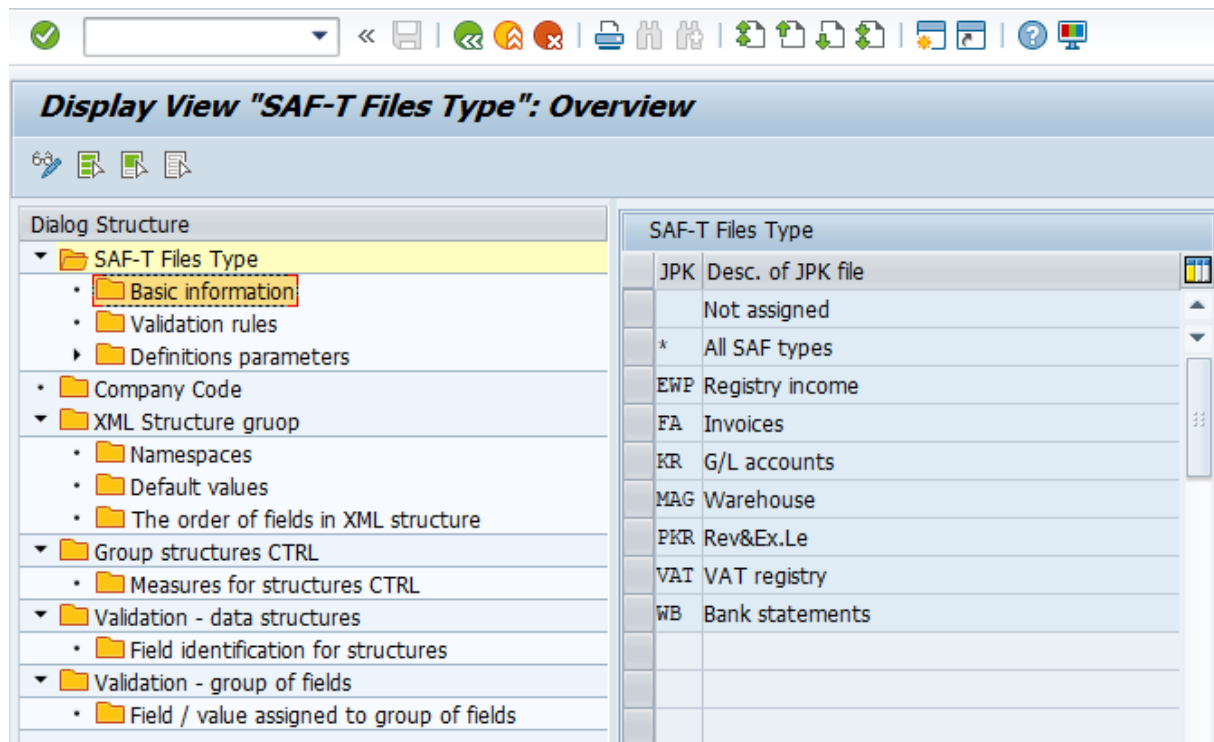 Display View "SAF-T Files Type": Overview
Dialog Structure
SAF-T Files Type
Basic information
Validation rules
Definitions parameters
Company Code
XML Structure gruop
Namespaces
Default values
The order of fields in XML structure
Group structures CTRL
Measures for structures CTRL
Validation - data structures
Field identification for structures
Validation - group of fields
Field / value assigned to group of fields
SAF-T Files Type
JPK Desc. of JPK file
Not assigned
* All SAF types
EWP Registry income
FA Invoices
KR G/L accounts
MAG Warehouse
PKR Rev&Ex.Le
VAT VAT registry
WB Bank statements